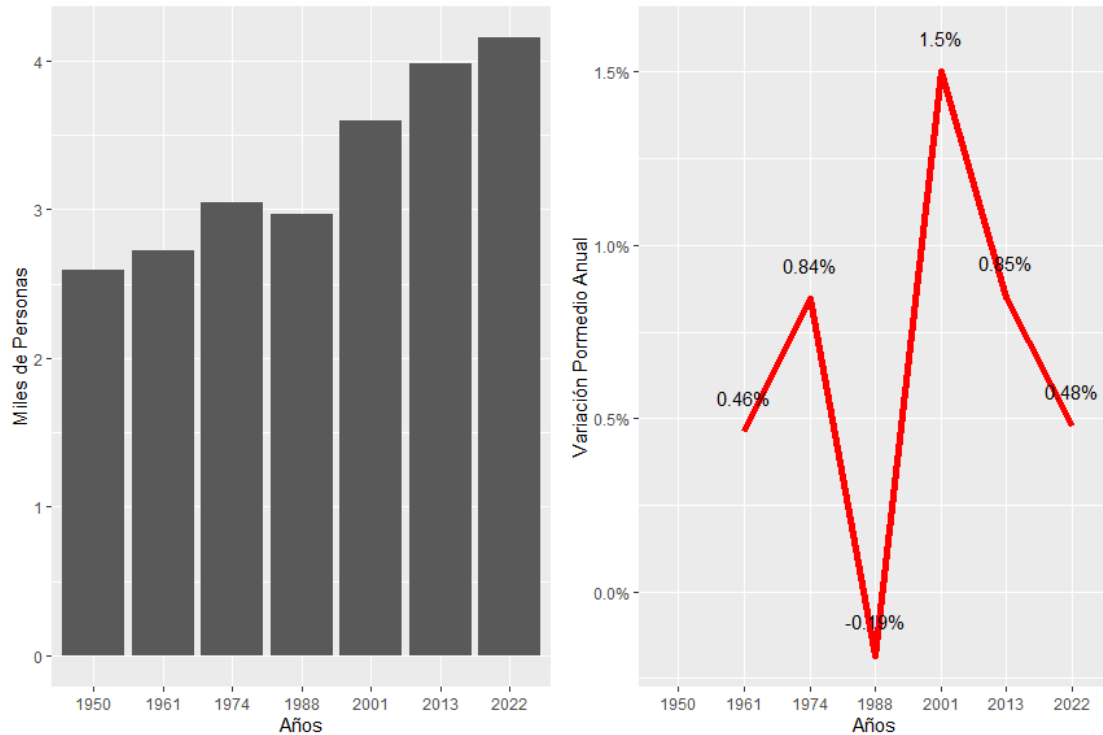 Miles de Personas
4
3
2
1
0
1950 1961 1974 1988 2001 2013 2022
Años
Variación Pormedio Anual
1.5%
1.0%
0.5%
0.0%
0.46%
0.84%
-0.19%
1.5%
0.85%
0.48%
1950 1961 1974 1988 2001 2013 2022
Años